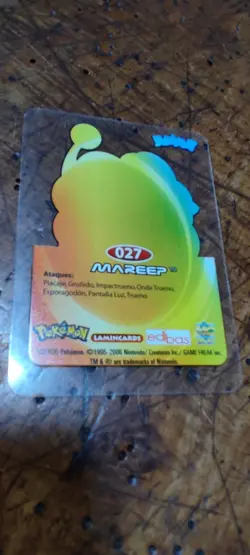 027
MAREEP™
Ataques:
Placaje, Gruñido, Impactrueno, Onda Trueno,
Esporagodón, Pantalla Luz, Trueno
POKéMON
LAMINCARDS
edibas
©2006 Pokémon. ©1995-2006 Nintendo/ Creatures Inc./ GAME FREAK inc.
TM & ® are trademarks of Nintendo.